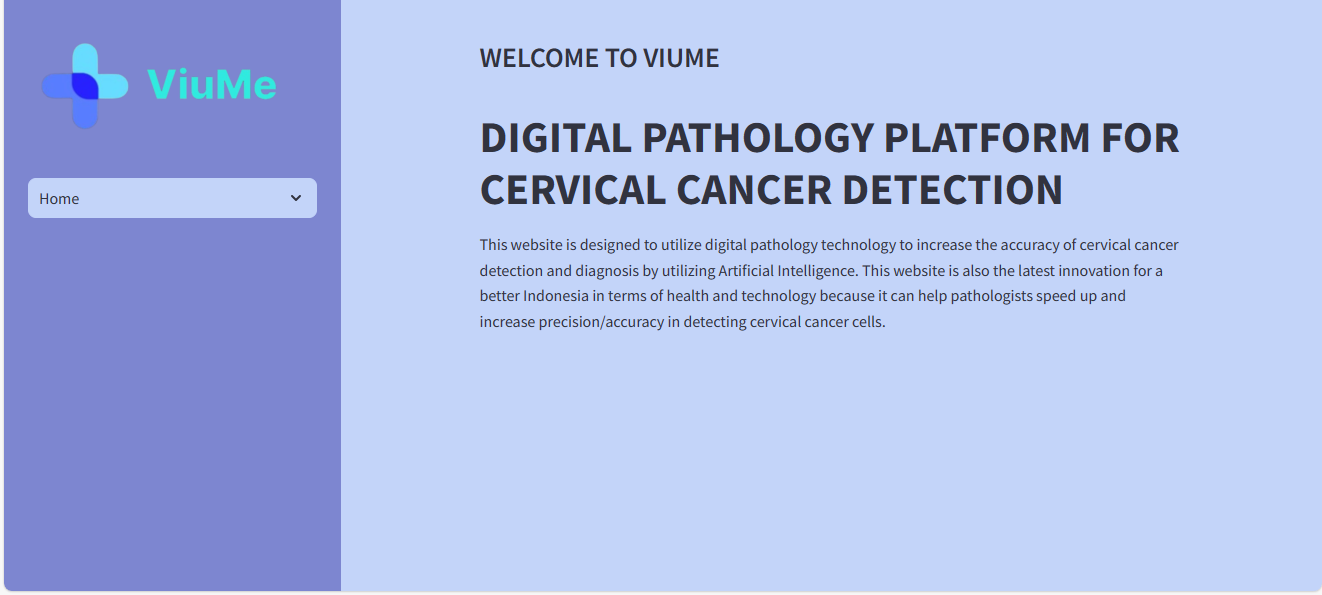 ViuMe
Home
WELCOME TO VIUME
DIGITAL PATHOLOGY PLATFORM FOR
CERVICAL CANCER DETECTION
This website is designed to utilize digital pathology technology to increase the accuracy of cervical cancer
detection and diagnosis by utilizing Artificial Intelligence. This website is also the latest innovation for a
better Indonesia in terms of health and technology because it can help pathologists speed up and
increase precision/accuracy in detecting cervical cancer cells.